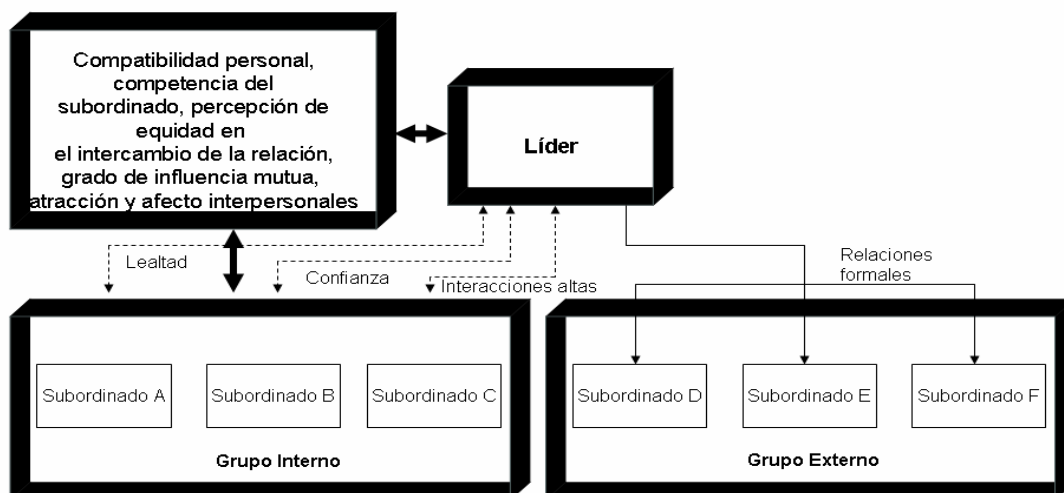 Compatibilidad personal,
competencia del
subordinado, percepción de
equidad en
el intercambio de la relación,
grado de influencia mutua,
atracción y afecto interpersonales
Líder
Lealtad
Confianza
Interacciones altas
Relaciones
formales
Subordinado A
Subordinado B
Subordinado C
Grupo Interno
Subordinado D
Subordinado E
Subordinado F
Grupo Externo